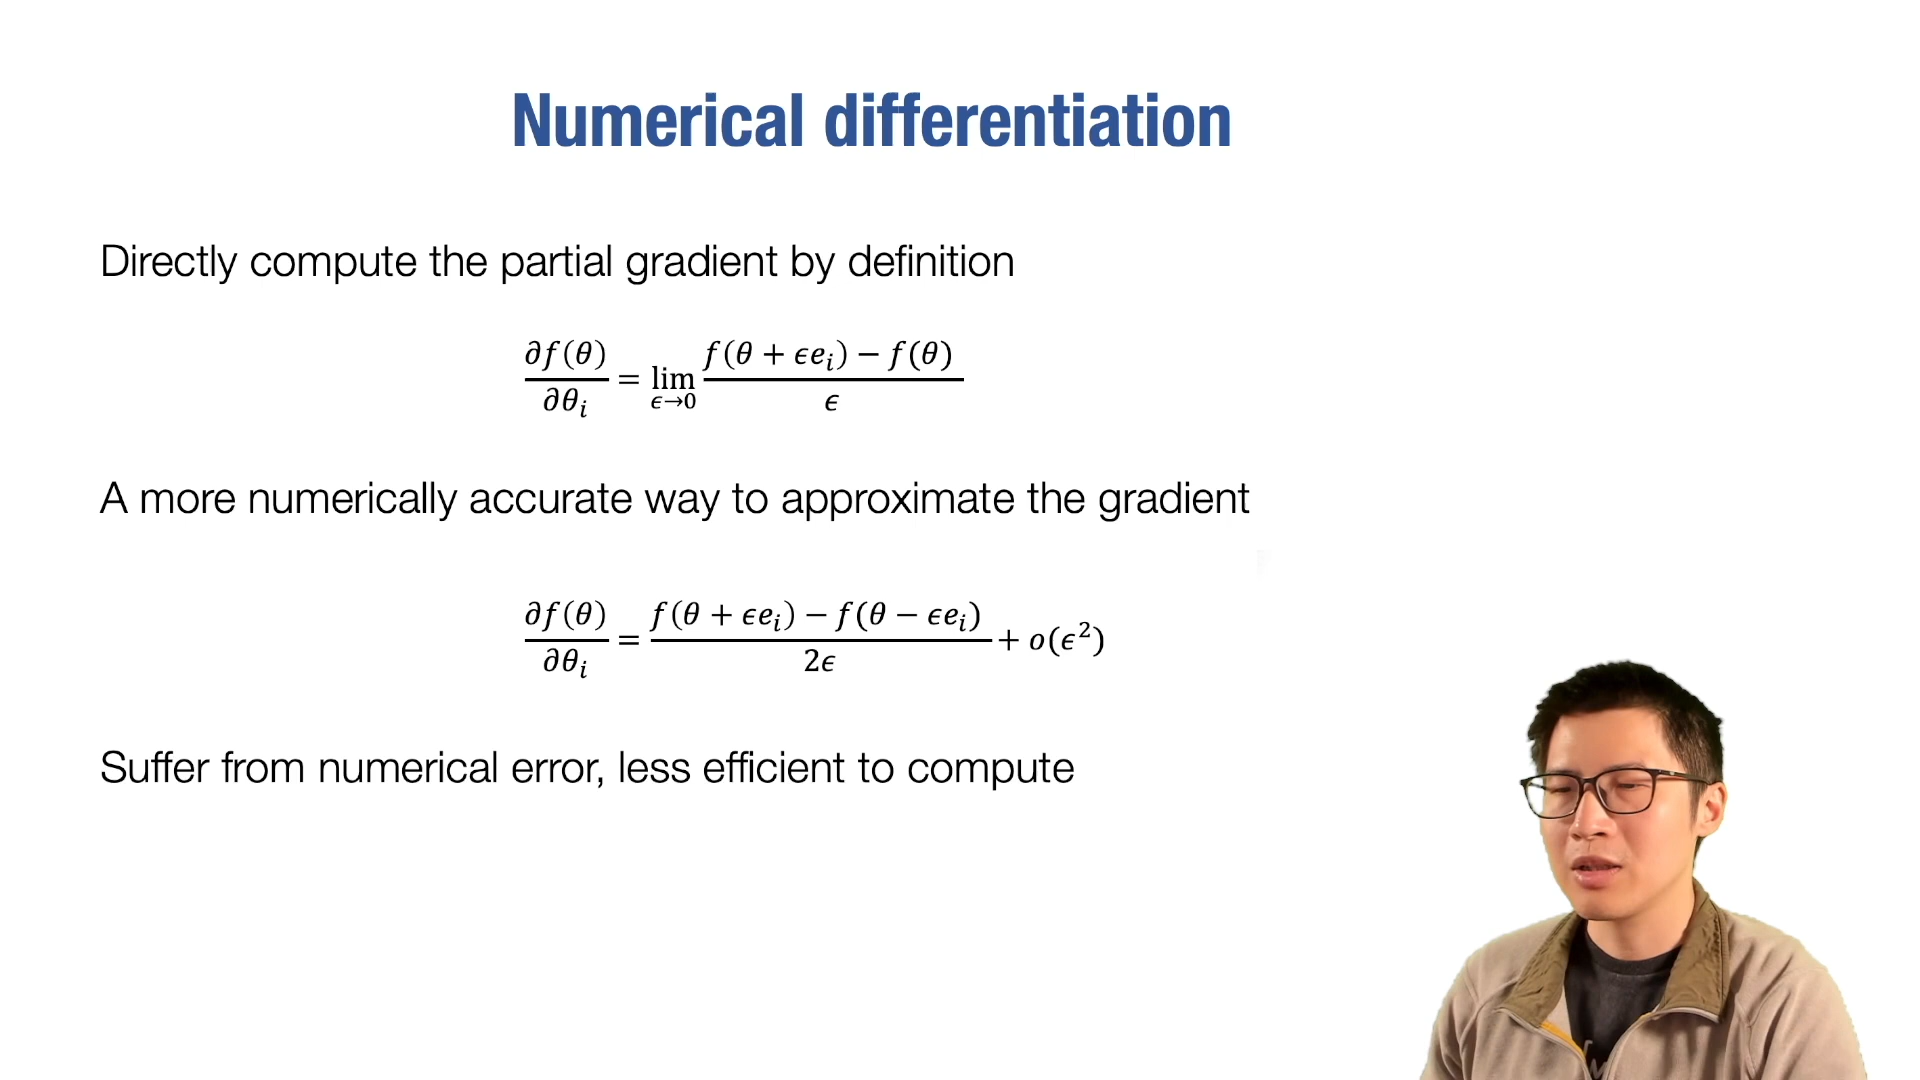 Numerical differentiation
Directly compute the partial gradient by definition
∂f(θ)/∂θᵢ = lim ϵ→0 f(θ + ϵeᵢ) − f(θ)/ϵ
A more numerically accurate way to approximate the gradient
∂f(θ)/∂θᵢ = f(θ + ϵeᵢ) − f(θ − ϵeᵢ)/2ϵ + o(ϵ²)
Suffer from numerical error, less efficient to compute